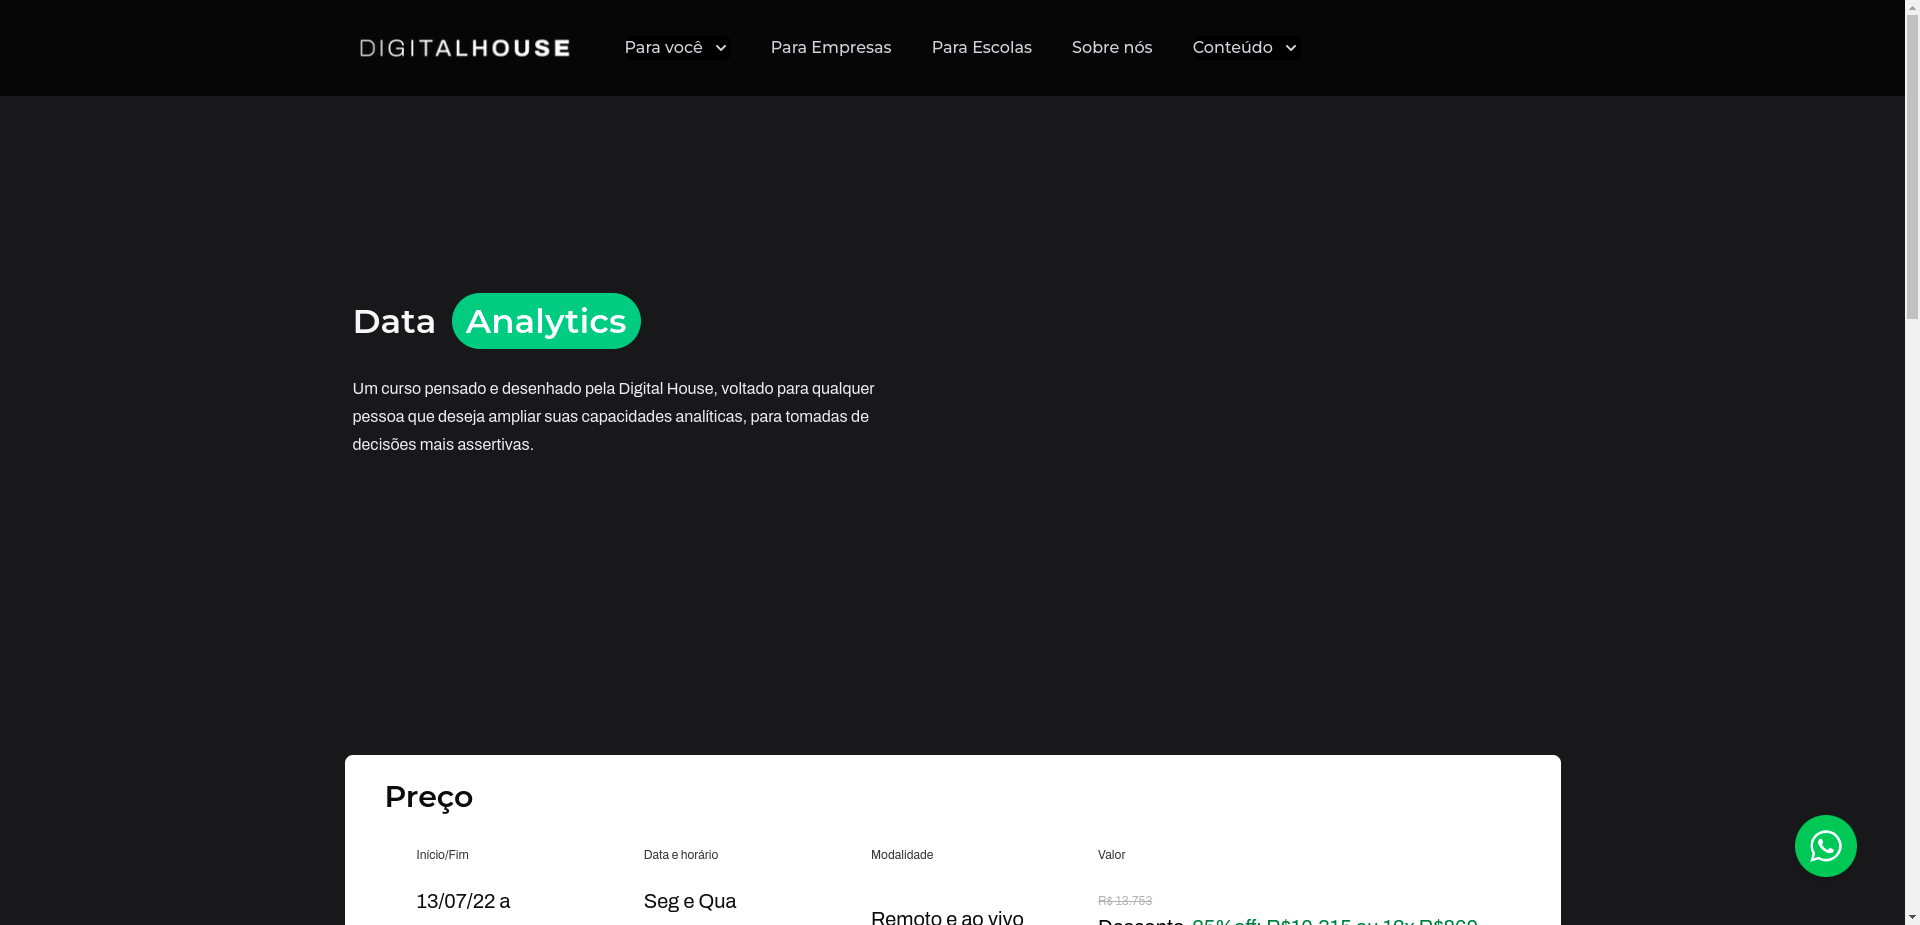 DIGITALHOUSE
Para você
Para Empresas
Para Escolas
Sobre nós
Conteúdo
Data Analytics
Um curso pensado e desenhado pela Digital House, voltado para qualquer
pessoa que deseja ampliar suas capacidades analíticas, para tomadas de
decisões mais assertivas.
Preço
Início/Fim
Data e horário
Modalidade
Valor
13/07/22 a
Seg e Qua
Remoto e ao vivo
R$ 13.753
Desconto